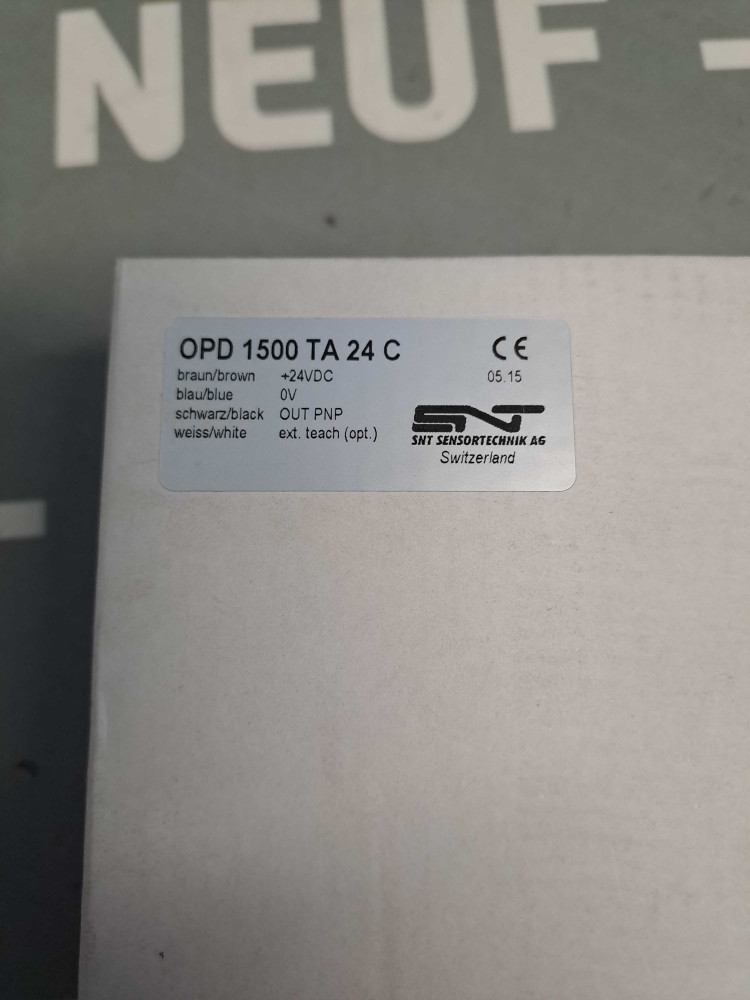 NEUF -
OPD 1500 TA 24 C CE
braun/brown +24VDC 05.15
blau/blue 0V
schwarz/black OUT PNP SNT
weiss/white ext. teach (opt.) SNT SENSORTECHNIK AG
Switzerland